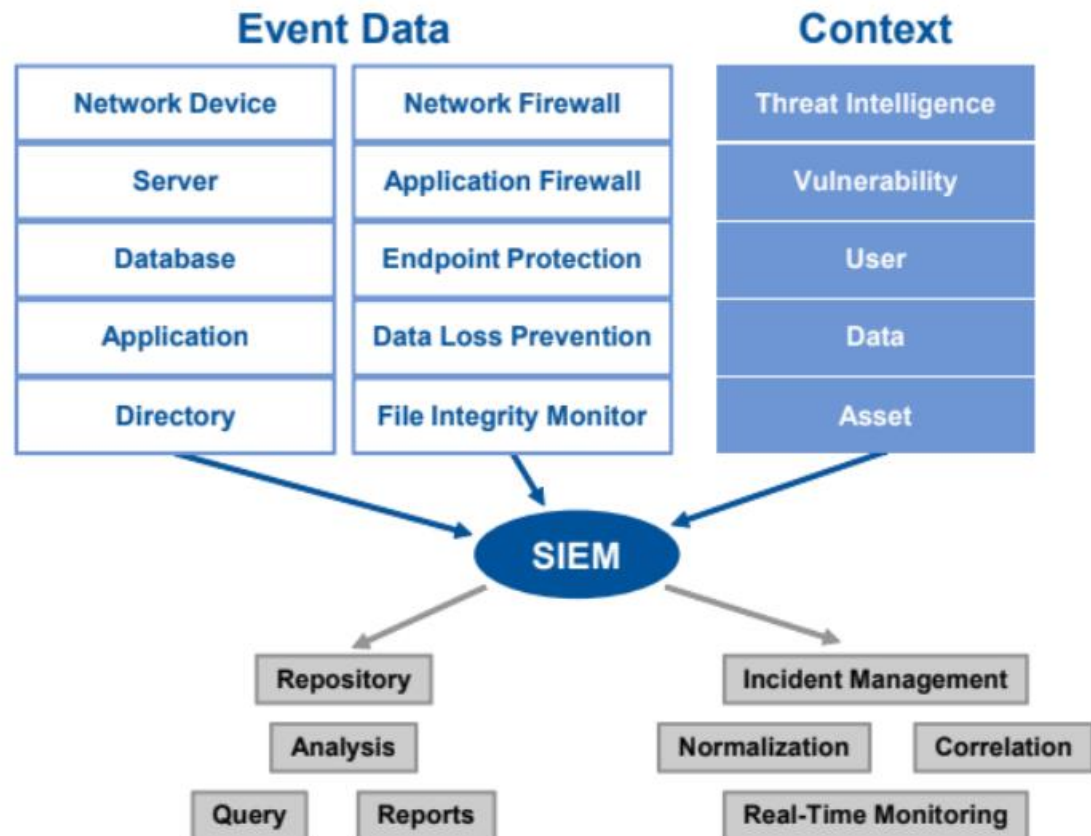 Event Data
Context
Network Device
Network Firewall
Threat Intelligence
Server
Application Firewall
Vulnerability
Database
Endpoint Protection
User
Application
Data Loss Prevention
Data
Directory
File Integrity Monitor
Asset
SIEM
Repository
Incident Management
Analysis
Normalization
Correlation
Query
Reports
Real-Time Monitoring